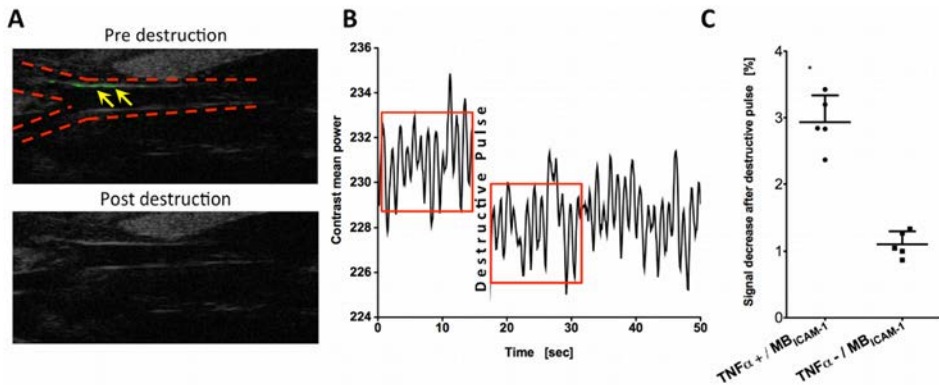 A
Pre destruction
Post destruction
B
Contrast mean power
236
234
232
230
228
226
224
Destructive Pulse
0
10
20
30
40
50
Time [sec]
C
Signal decrease after destructive pulse [%]
4
3
2
1
0
*
TNFα + / MBICAM-1
TNFα - / MBICAM-1